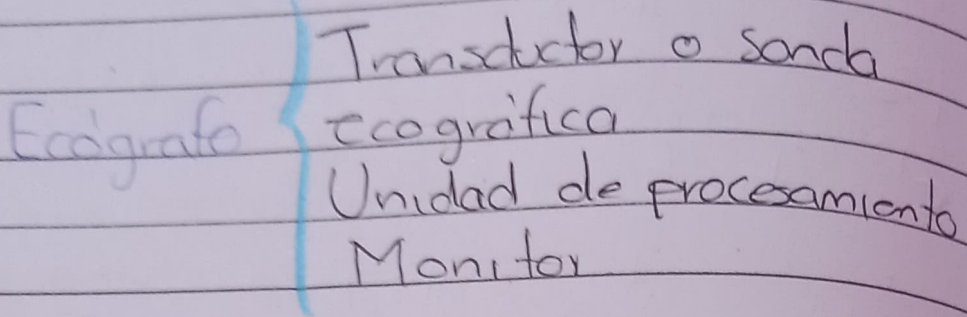 Transductor o sonda
Ecógrafo ecográfica
Unidad de procesamiento
Monitor